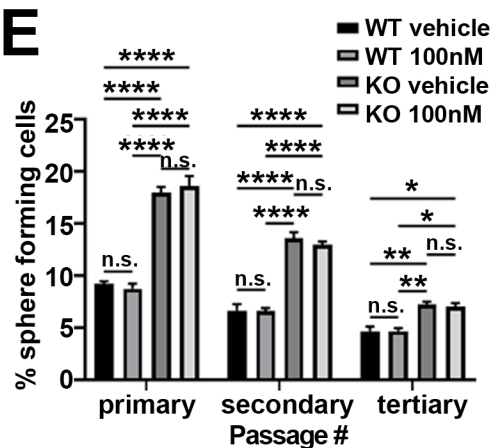 E
WT vehicle
WT 100nM
KO vehicle
KO 100nM
% sphere forming cells
25
20
15
10
5
0
****
****
****
****
n.s.
n.s.
****
****
****
n.s.
****
n.s.
*
*
n.s.
**
**
n.s.
primary
secondary
tertiary
Passage #